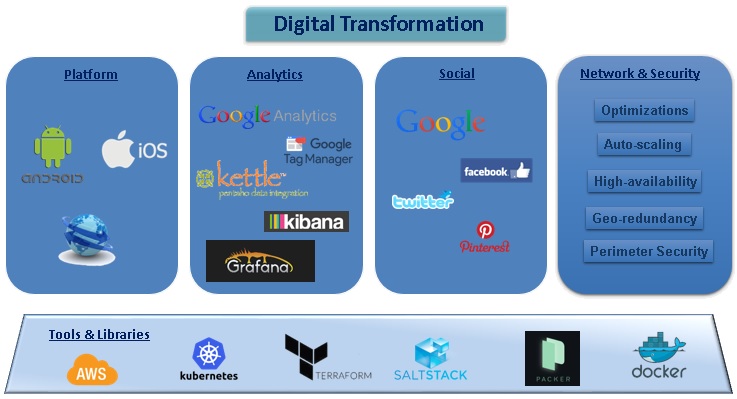 Digital Transformation
Platform
ANDROID
iOS
Analytics
Google Analytics
Google
Tag Manager
kettle™
pentaho data integration
kibana
Grafana
Social
Google
facebook
twitter
Pinterest
Network & Security
Optimizations
Auto-scaling
High-availability
Geo-redundancy
Perimeter Security
Tools & Libraries
AWS
kubernetes
TERRAFORM
SALTSTACK
PACKER
docker